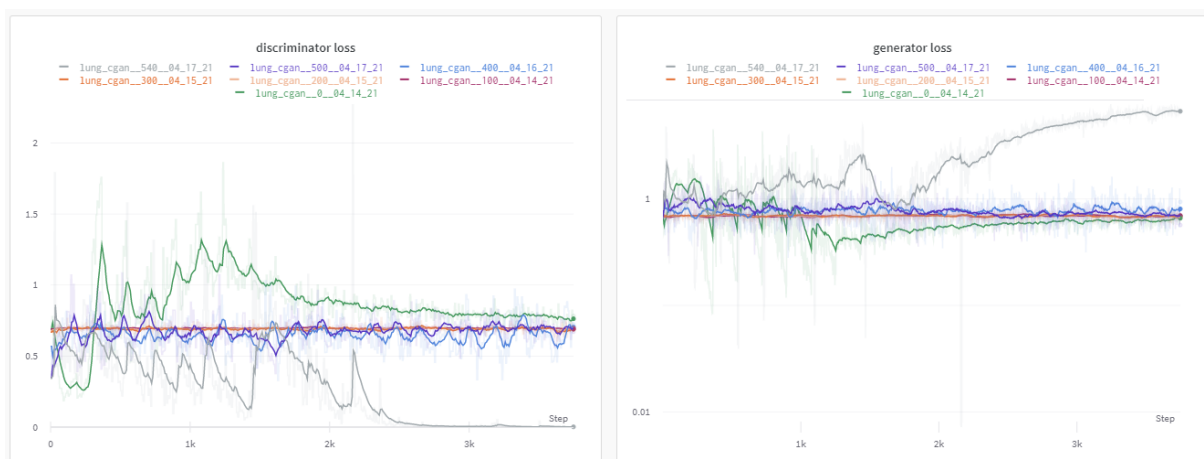 discriminator loss
lung_cgan__540__04_17_21 lung_cgan__500__04_17_21 lung_cgan__400__04_16_21
lung_cgan__300__04_15_21 lung_cgan__200__04_15_21 lung_cgan__100__04_14_21
lung_cgan__0__04_14_21
2
1.5
1
0.5
0
Step
0 1k 2k 3k
generator loss
lung_cgan__540__04_17_21 lung_cgan__500__04_17_21 lung_cgan__400__04_16_21
lung_cgan__300__04_15_21 lung_cgan__200__04_15_21 lung_cgan__100__04_14_21
lung_cgan__0__04_14_21
1
0.01
Step
1k 2k 3k